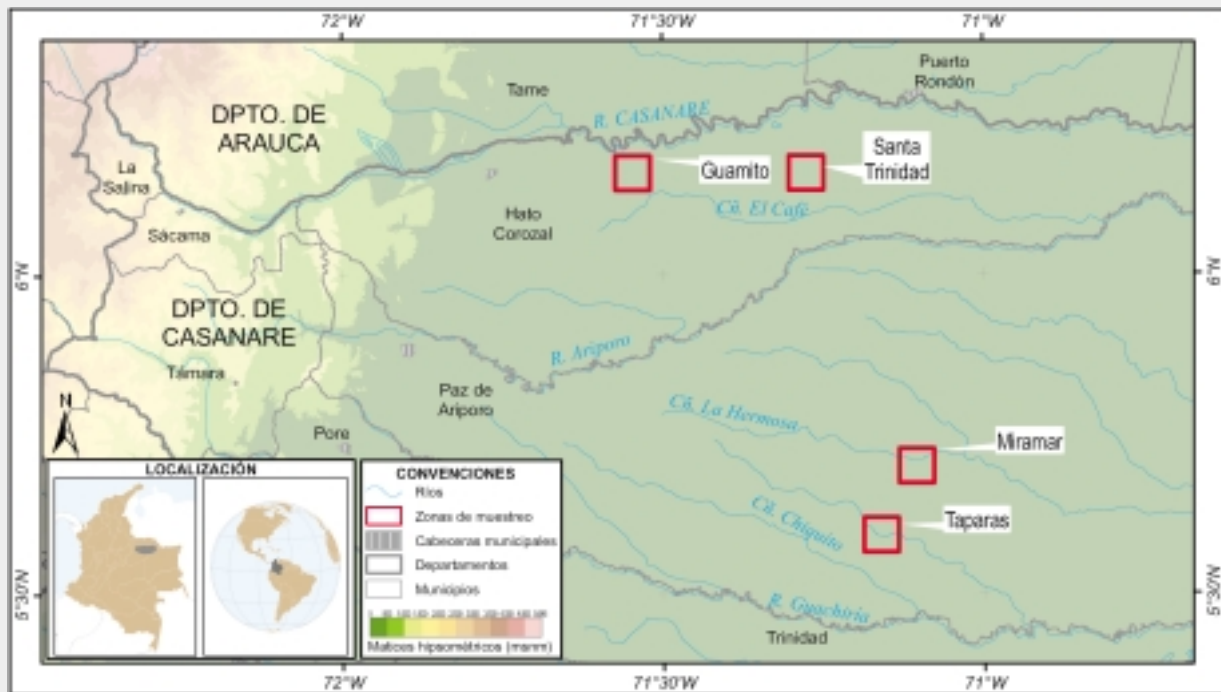 72°W
71°30'W
71°W
Puerto
Rondón
Tame
R. CASANARE
DPTO. DE
ARAUCA
La
Salina
Guamito
Santa
Trinidad
Hato
Corozal
Cñ. El Café
Sácama
6°N
6°N
DPTO. DE
CASANARE
R. Ariporo
Támara
Paz de
Ariporo
N
Cñ. La Hermosa
Pore
Miramar
LOCALIZACIÓN
CONVENCIONES
Ríos
Zonas de muestreo
Cabeceras municipales
Departamentos
Municipios
Matices hipsométricos (msnm)
Cñ. Chiquito
Taparas
5°30'N
5°30'N
R. Guachiría
Trinidad
72°W
71°30'W
71°W